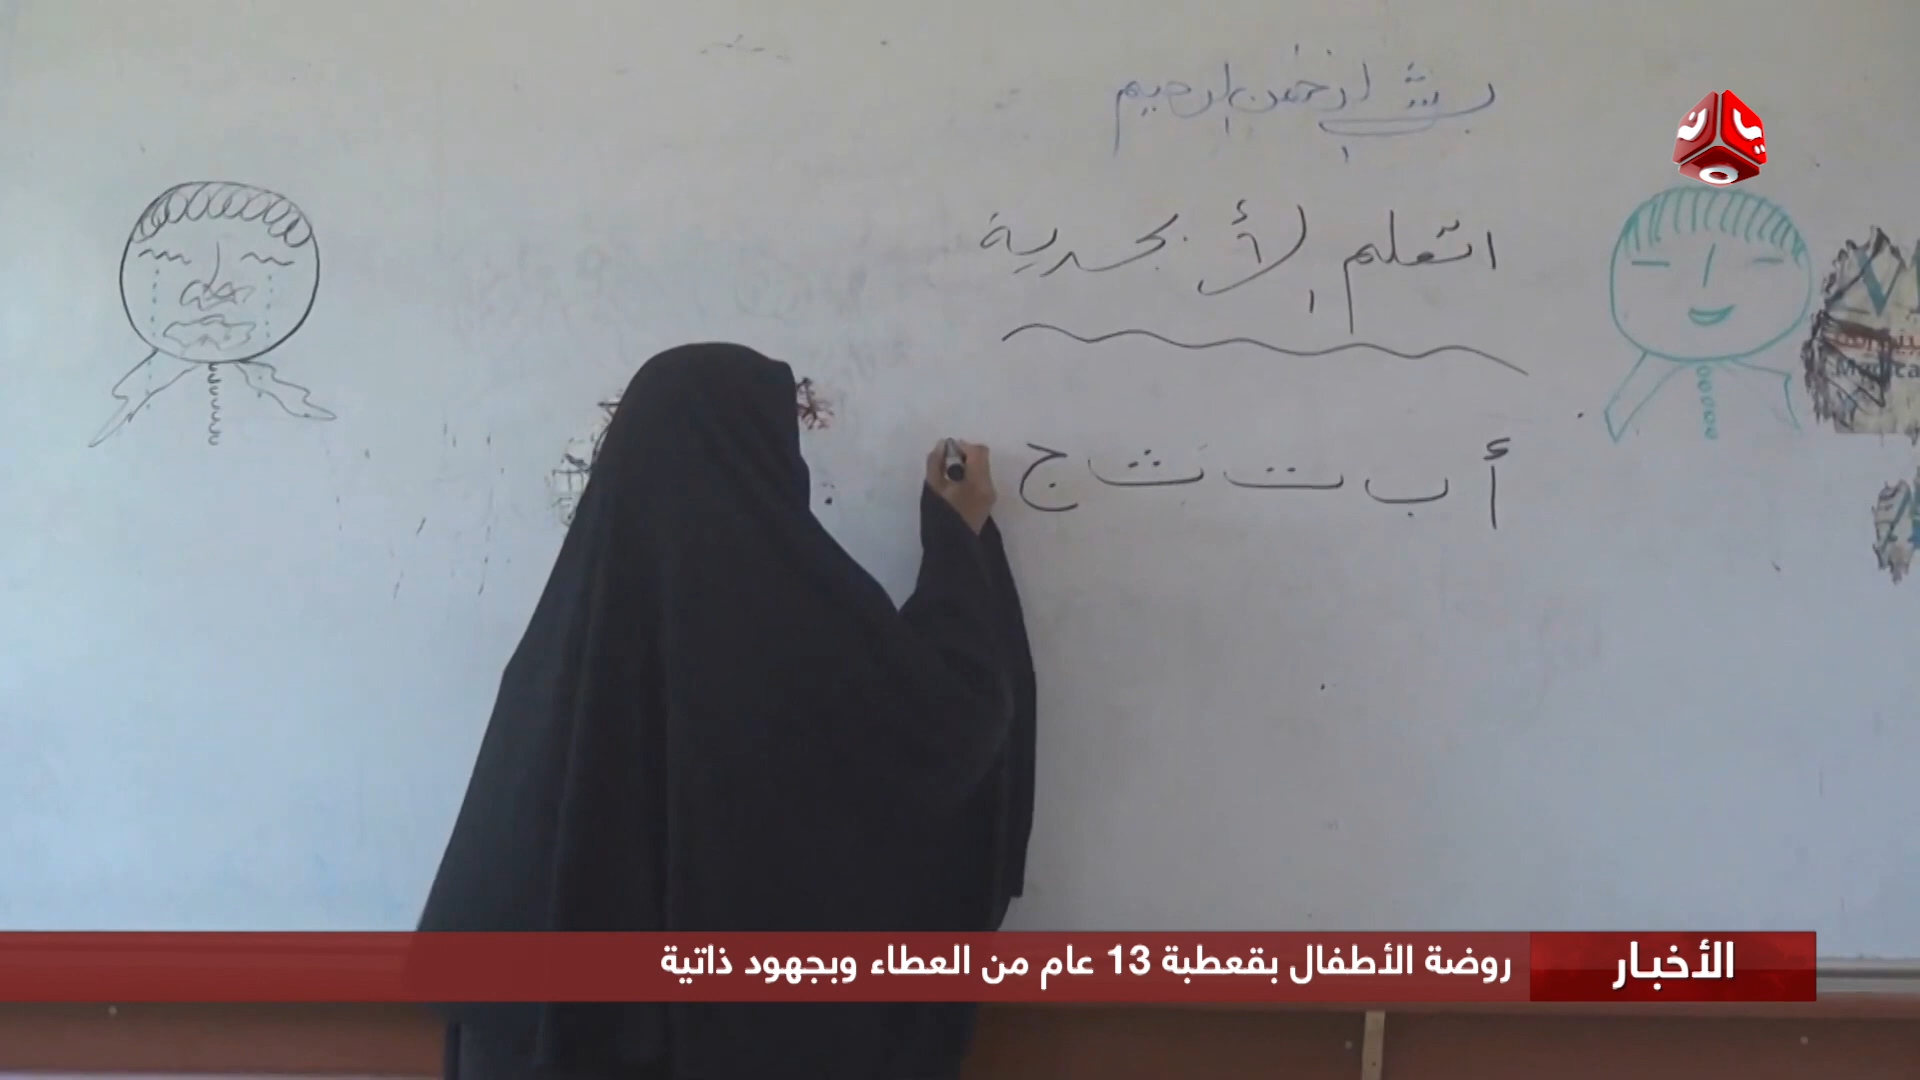 بسم الله الرحمن الرحيم
اتعلم الأبجدية
أ ب ت ث ج
الأخبار
روضة الأطفال بقعطبة 13 عام من العطاء وبجهود ذاتية